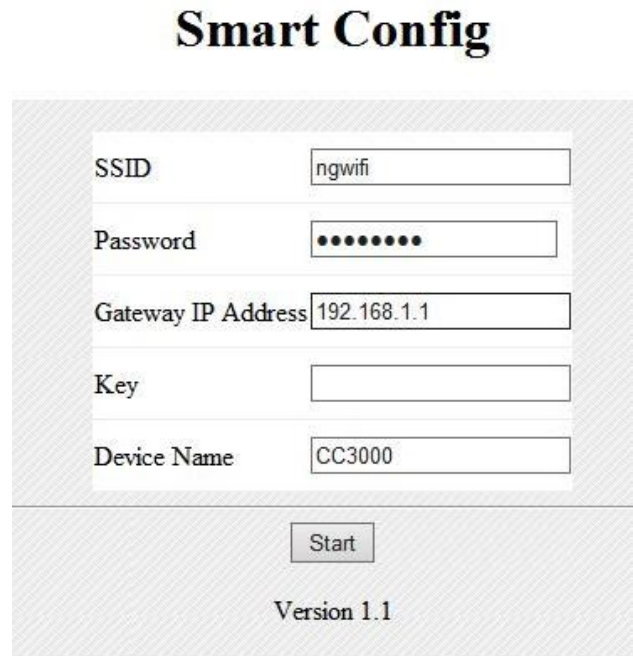 Smart Config
SSID ngwifi
Password ●●●●●●●●
Gateway IP Address 192.168.1.1
Key
Device Name CC3000
Start
Version 1.1